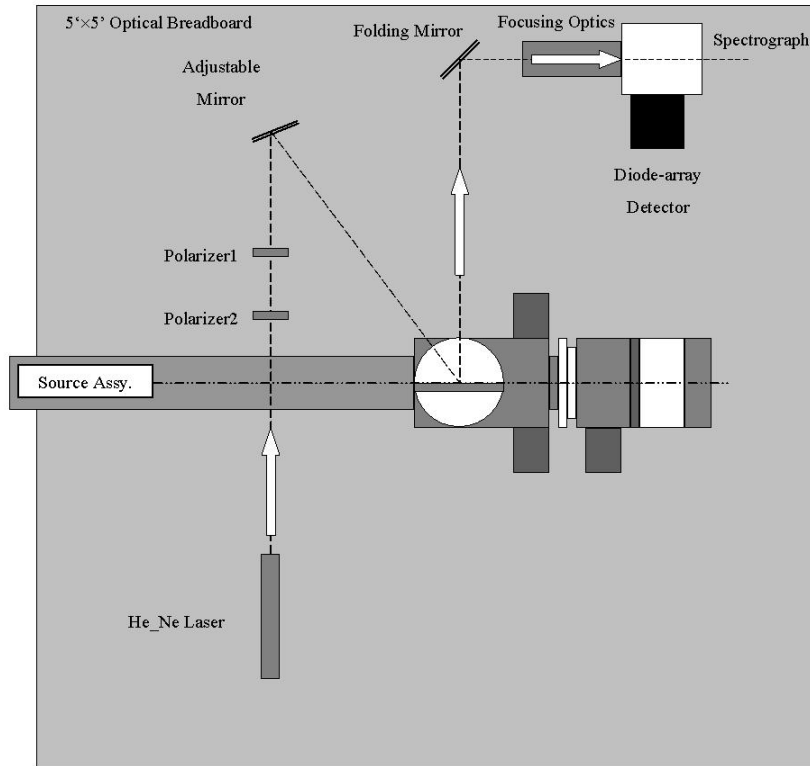 5‘×5’ Optical Breadboard
Folding Mirror
Focusing Optics
Spectrograph
Adjustable
Mirror
Diode-array
Detector
Polarizer1
Polarizer2
Source Assy.
He_Ne Laser